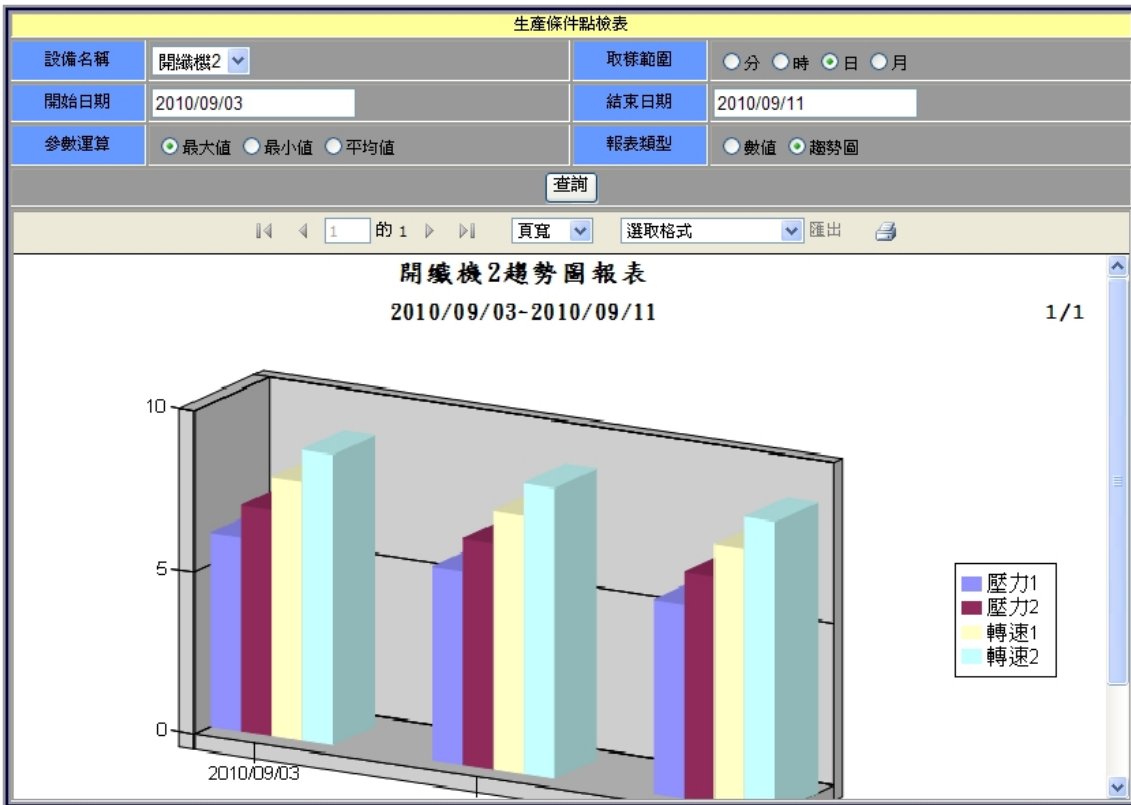 生產條件點檢表
設備名稱 開纖機2 取樣範圍 分 時 日 月
開始日期 2010/09/03 結束日期 2010/09/11
參數運算 最大值 最小值 平均值 報表類型 數值 趨勢圖
查詢
1 的 1 頁寬 選取格式 匯出
開纖機2趨勢圖報表
2010/09/03~2010/09/11 1/1
10
5
0
2010/09/03
壓力1
壓力2
轉速1
轉速2